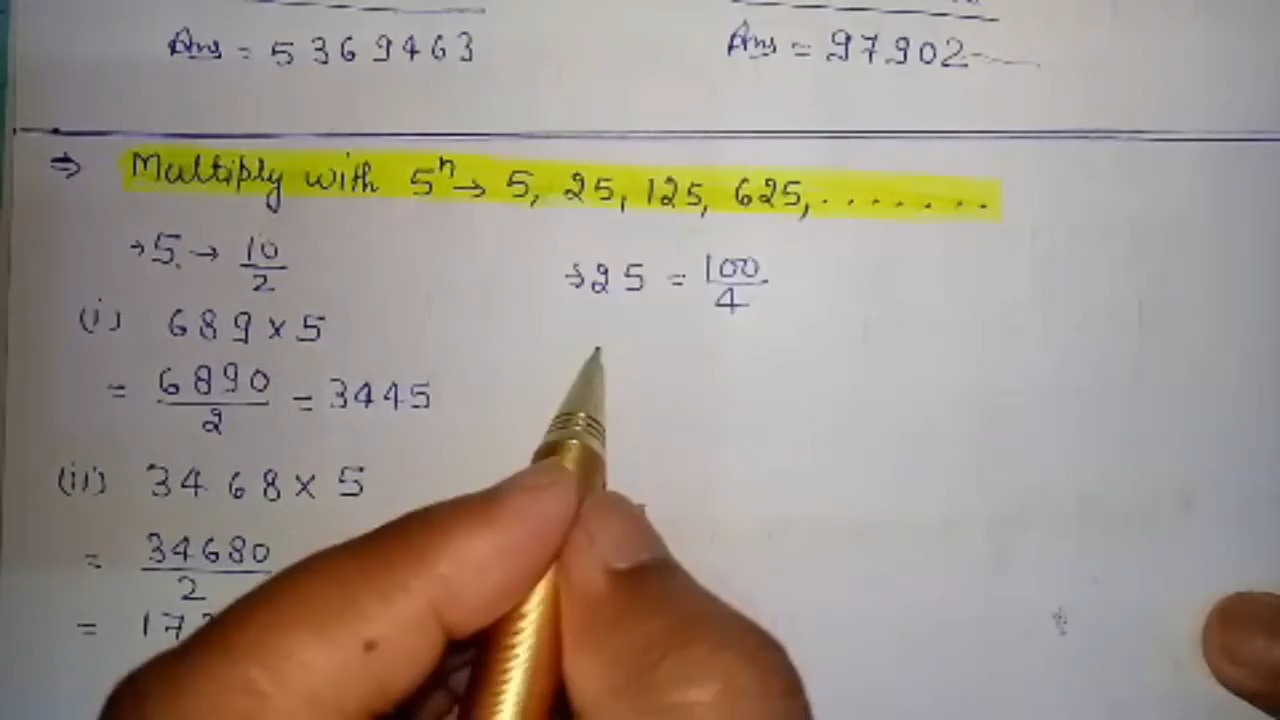 Ans = 5369463
Ans = 97902
⇒ Multiply with 5ⁿ → 5, 25, 125, 625, .......
→ 5. → 10/2
(i) 689 × 5
= 6890/2 = 3445
(ii) 3468 × 5
= 34680/2
= 17
→ 25 = 100/4